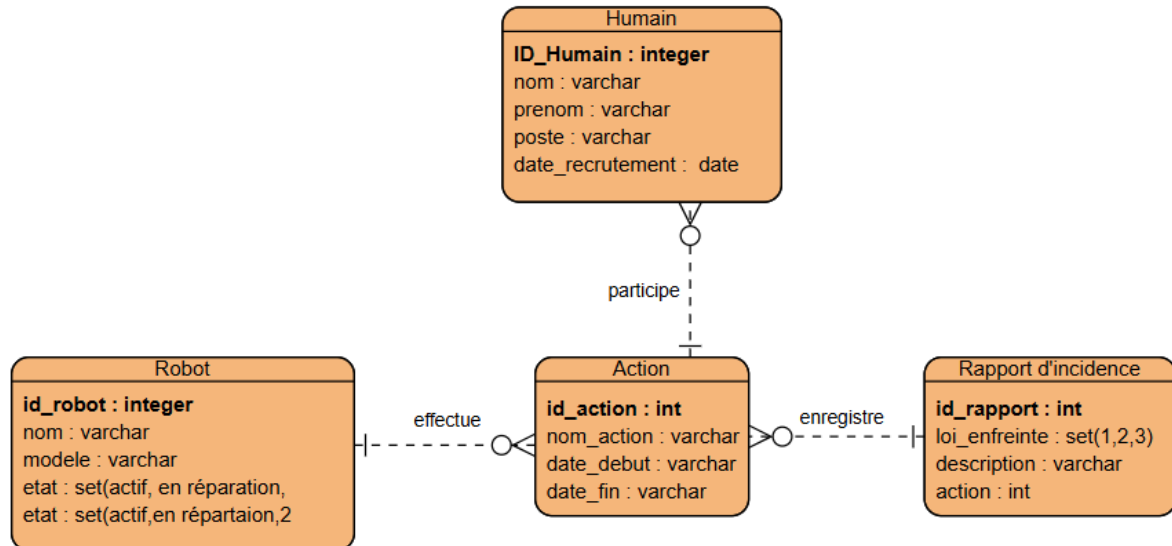 Humain
ID_Humain : integer
nom : varchar
prenom : varchar
poste : varchar
date_recrutement :  date
participe
Robot
id_robot : integer
nom : varchar
modele : varchar
etat : set(actif, en réparation,
etat : set(actif,en répartaion,2
effectue
Action
id_action : int
nom_action : varchar
date_debut : varchar
date_fin : varchar
enregistre
Rapport d'incidence
id_rapport : int
loi_enfreinte : set(1,2,3)
description : varchar
action : int